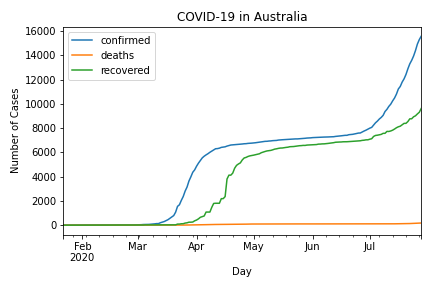 COVID-19 in Australia
confirmed
deaths
recovered
Number of Cases
16000
14000
12000
10000
8000
6000
4000
2000
0
Feb Mar Apr May Jun Jul
2020
Day